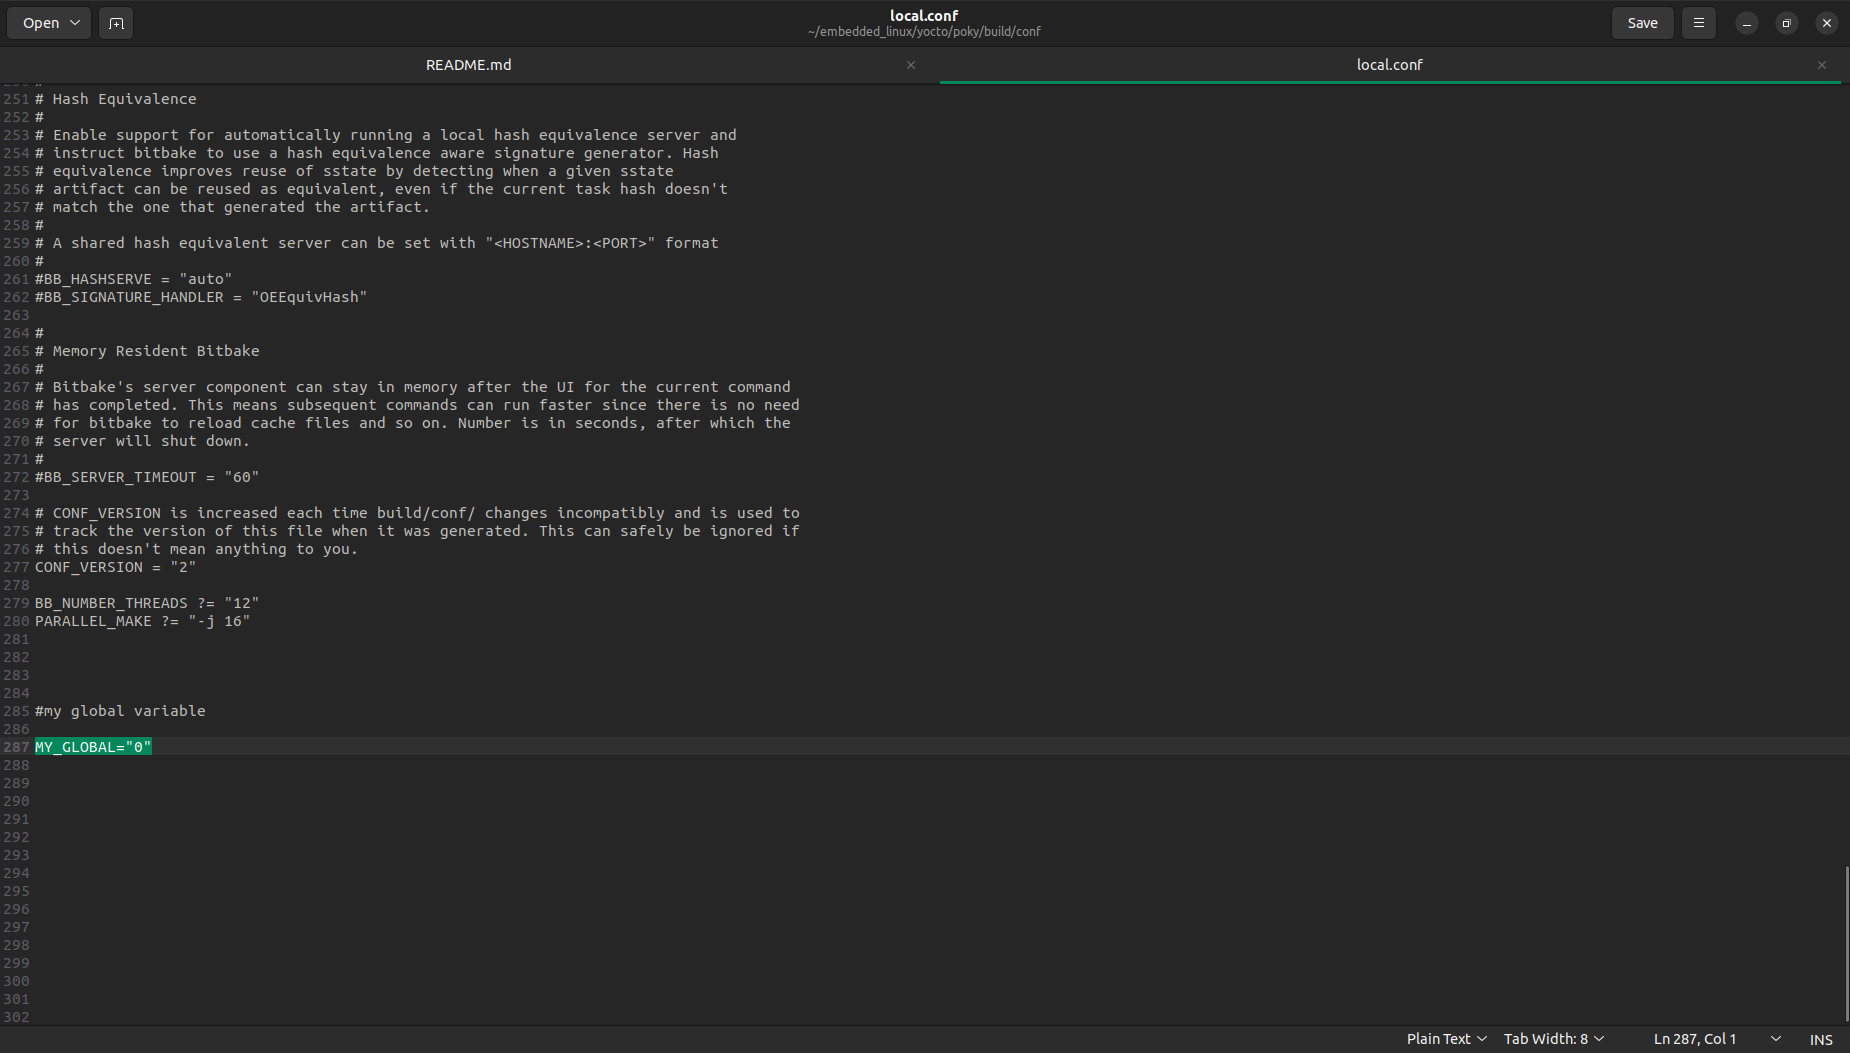 Open
local.conf
~/embedded_linux/yocto/poky/build/conf
Save
README.md
local.conf
251 # Hash Equivalence
252 #
253 # Enable support for automatically running a local hash equivalence server and
254 # instruct bitbake to use a hash equivalence aware signature generator. Hash
255 # equivalence improves reuse of sstate by detecting when a given sstate
256 # artifact can be reused as equivalent, even if the current task hash doesn't
257 # match the one that generated the artifact.
258 #
259 # A shared hash equivalent server can be set with "<HOSTNAME>:<PORT>" format
260 #
261 #BB_HASHSERVE = "auto"
262 #BB_SIGNATURE_HANDLER = "OEEquivHash"
263
264 #
265 # Memory Resident Bitbake
266 #
267 # Bitbake's server component can stay in memory after the UI for the current command
268 # has completed. This means subsequent commands can run faster since there is no need
269 # for bitbake to reload cache files and so on. Number is in seconds, after which the
270 # server will shut down.
271 #
272 #BB_SERVER_TIMEOUT = "60"
273
274 # CONF_VERSION is increased each time build/conf/ changes incompatibly and is used to
275 # track the version of this file when it was generated. This can safely be ignored if
276 # this doesn't mean anything to you.
277 CONF_VERSION = "2"
278
279 BB_NUMBER_THREADS ?= "12"
280 PARALLEL_MAKE ?= "-j 16"
281
282
283
284
285 #my global variable
286
287 MY_GLOBAL="0"
288
289
290
291
292
293
294
295
296
297
298
299
300
301
302
Plain Text Tab Width: 8 Ln 287, Col 1 INS